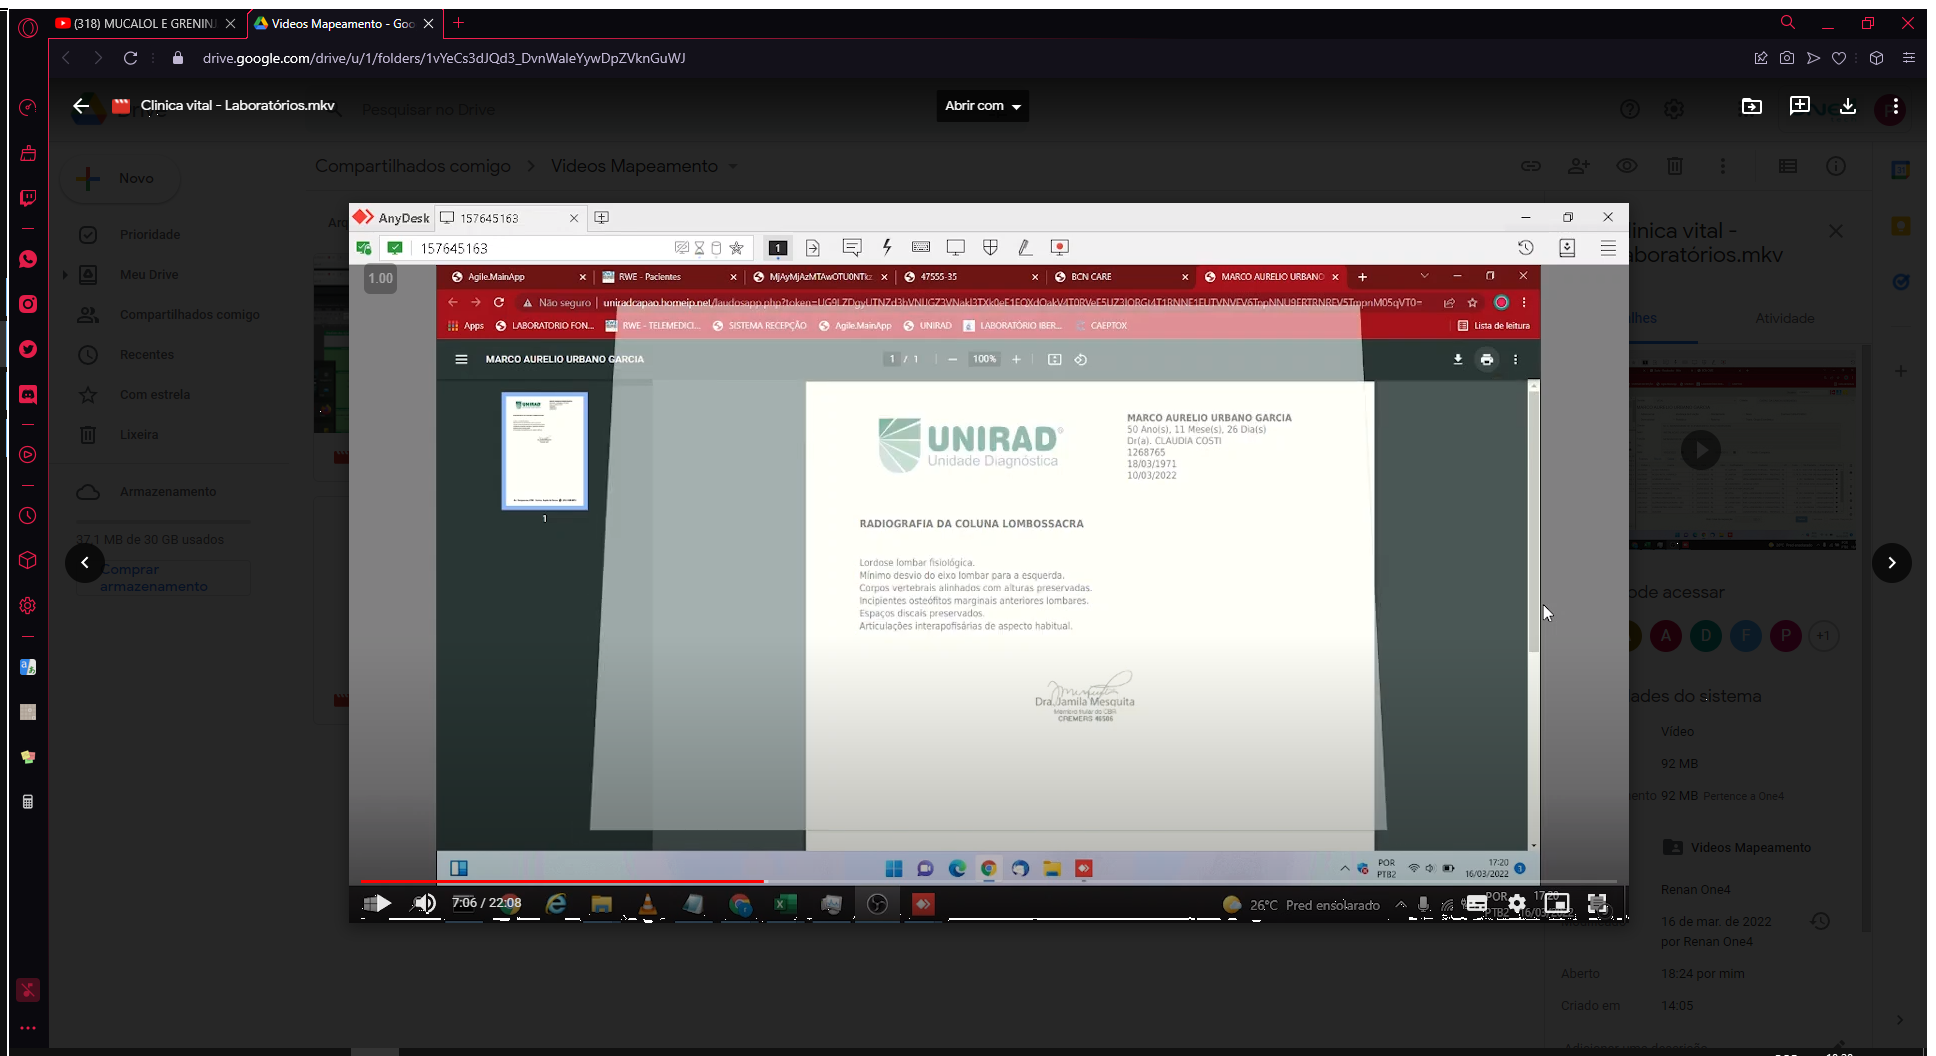 (318) MUCALOL E GRENIN
Videos Mapeamento - Goo
drive.google.com/drive/u/1/folders/1vYeCs3dJQd3_DvnWaleYywDpZVknGuWJ
Clinica vital - Laboratórios.mkv
Pesquisar no Drive
Abrir com
Novo
Compartilhados comigo > Videos Mapeamento
Prioridade
Meu Drive
Compartilhados comigo
Recentes
Com estrela
Lixeira
Armazenamento
37,1 MB de 30 GB usados
Comprar
armazenamento
AnyDesk 157645163
157645163
1.00
Agile.MainApp
RWE - Pacientes
47555-35
BCN CARE
MARCO AURELIO URBANO
Não seguro
Apps
LABORATORIO FON...
RWE - TELEMEDICI...
SISTEMA RECEPÇÃO
Agile.MainApp
UNIRAD
LABORATÓRIO IBER...
CAEPTOX
Lista de leitura
MARCO AURELIO URBANO GARCIA
1 / 1
100%
1
UNIRAD
Unidade Diagnóstica
MARCO AURELIO URBANO GARCIA
50 Ano(s), 11 Mese(s), 26 Dia(s)
Dr(a). CLAUDIA COSTI
1268765
18/03/1971
10/03/2022
RADIOGRAFIA DA COLUNA LOMBOSSACRA
Lordose lombar fisiológica.
Mínimo desvio do eixo lombar para a esquerda.
Corpos vertebrais alinhados com alturas preservadas.
Incipientes osteófitos marginais anteriores lombares.
Espaços discais preservados.
Articulações interapofisárias de aspecto habitual.
Dra. Jamila Mesquita
Membro titular do CBR
CREMERS
POR
PTB2
17:20
16/03/2022
7:06 / 22:08
26°C Pred ensolarado
POR
PTB2
17:20
inica vital -
boratórios.mkv
lhes
Atividade
ode acessar
A
D
F
P
+1
ades do sistema
Vídeo
92 MB
92 MB Pertence a One4
Videos Mapeamento
Renan One4
16 de mar. de 2022
por Renan One4
Aberto
18:24 por mim
Criado em
14:05